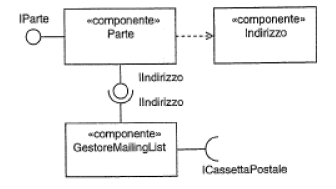 IParte
«componente»
Parte
«componente»
Indirizzo
IIndirizzo
IIndirizzo
«componente»
GestoreMailingList
ICassettaPostale